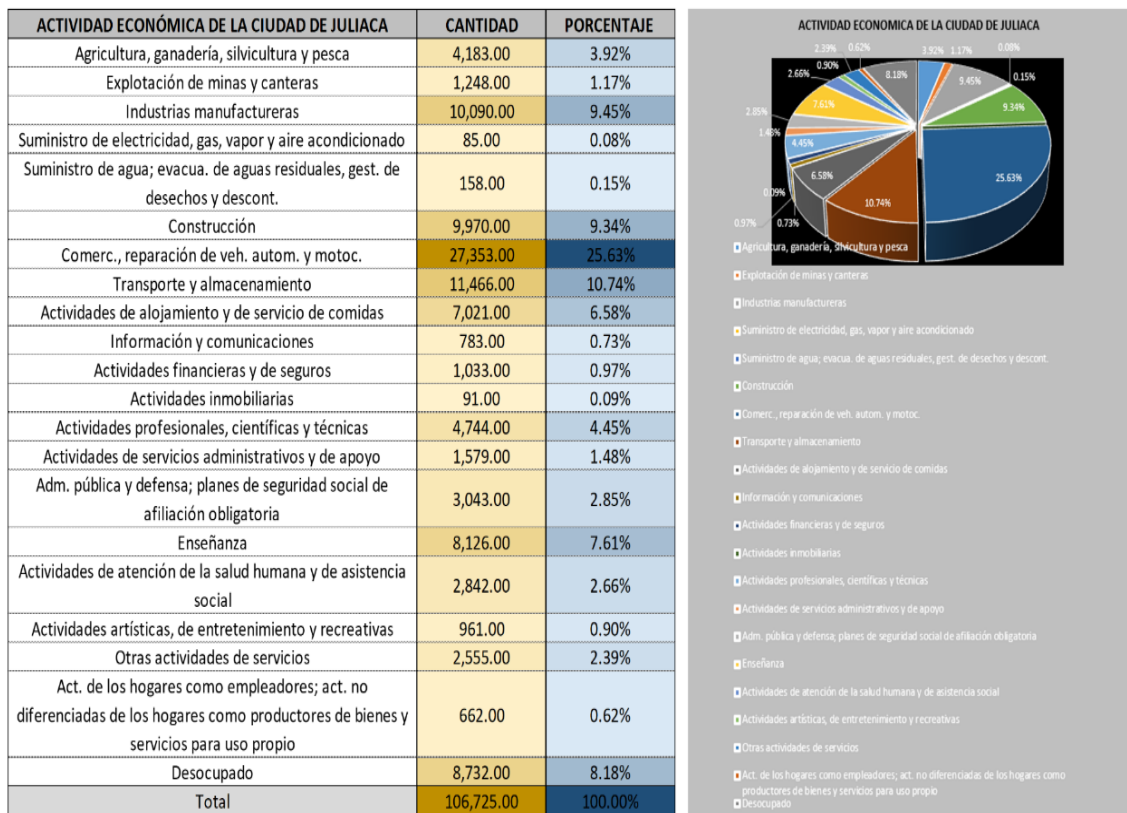 ACTIVIDAD ECONÓMICA DE LA CIUDAD DE JULIACA CANTIDAD PORCENTAJE
Agricultura, ganadería, silvicultura y pesca 4,183.00 3.92%
Explotación de minas y canteras 1,248.00 1.17%
Industrias manufactureras 10,090.00 9.45%
Suministro de electricidad, gas, vapor y aire acondicionado 85.00 0.08%
Suministro de agua; evacua. de aguas residuales, gest. de
desechos y descont. 158.00 0.15%
Construcción 9,970.00 9.34%
Comerc., reparación de veh. autom. y motoc. 27,353.00 25.63%
Transporte y almacenamiento 11,466.00 10.74%
Actividades de alojamiento y de servicio de comidas 7,021.00 6.58%
Información y comunicaciones 783.00 0.73%
Actividades financieras y de seguros 1,033.00 0.97%
Actividades inmobiliarias 91.00 0.09%
Actividades profesionales, científicas y técnicas 4,744.00 4.45%
Actividades de servicios administrativos y de apoyo 1,579.00 1.48%
Adm. pública y defensa; planes de seguridad social de
afiliación obligatoria 3,043.00 2.85%
Enseñanza 8,126.00 7.61%
Actividades de atención de la salud humana y de asistencia
social 2,842.00 2.66%
Actividades artísticas, de entretenimiento y recreativas 961.00 0.90%
Otras actividades de servicios 2,555.00 2.39%
Act. de los hogares como empleadores; act. no
diferenciadas de los hogares como productores de bienes y
servicios para uso propio 662.00 0.62%
Desocupado 8,732.00 8.18%
Total 106,725.00 100.00%
ACTIVIDAD ECONOMICA DE LA CIUDAD DE JULIACA
2.39% 0.62% 3.92% 1.17% 0.08%
0.90% 8.18% 9.45% 0.15%
2.66%
7.61% 9.34%
2.85%
1.48%
4.45%
25.63%
6.58%
0.09% 10.74%
0.97% 0.73%
Agricultura, ganadería, silvicultura y pesca
Explotación de minas y canteras
Industrias manufactureras
Suministro de electricidad, gas, vapor y aire acondicionado
Suministro de agua; evacua. de aguas residuales, gest. de desechos y descont.
Construcción
Comerc., reparación de veh. autom. y motoc.
Transporte y almacenamiento
Actividades de alojamiento y de servicio de comidas
Información y comunicaciones
Actividades financieras y de seguros
Actividades inmobiliarias
Actividades profesionales, científicas y técnicas
Actividades de servicios administrativos y de apoyo
Adm. pública y defensa; planes de seguridad social de afiliación obligatoria
Enseñanza
Actividades de atención de la salud humana y de asistencia social
Actividades artísticas, de entretenimiento y recreativas
Otras actividades de servicios
Act. de los hogares como empleadores; act. no diferenciadas de los hogares como
productores de bienes y servicios para uso propio
Desocupado